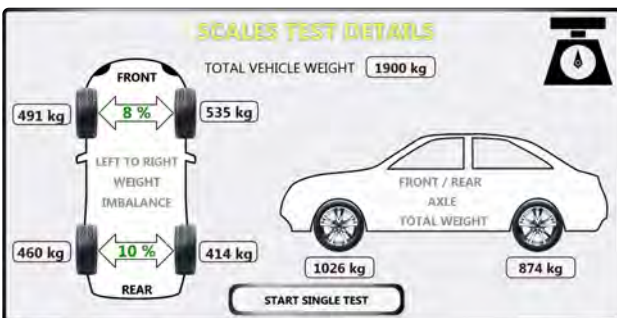 SCALES TEST DETAILS
TOTAL VEHICLE WEIGHT 1900 kg
FRONT
491 kg 8 % 535 kg
LEFT TO RIGHT
WEIGHT
IMBALANCE
460 kg 10 % 414 kg
REAR
FRONT / REAR
AXLE
TOTAL WEIGHT
1026 kg 874 kg
START SINGLE TEST